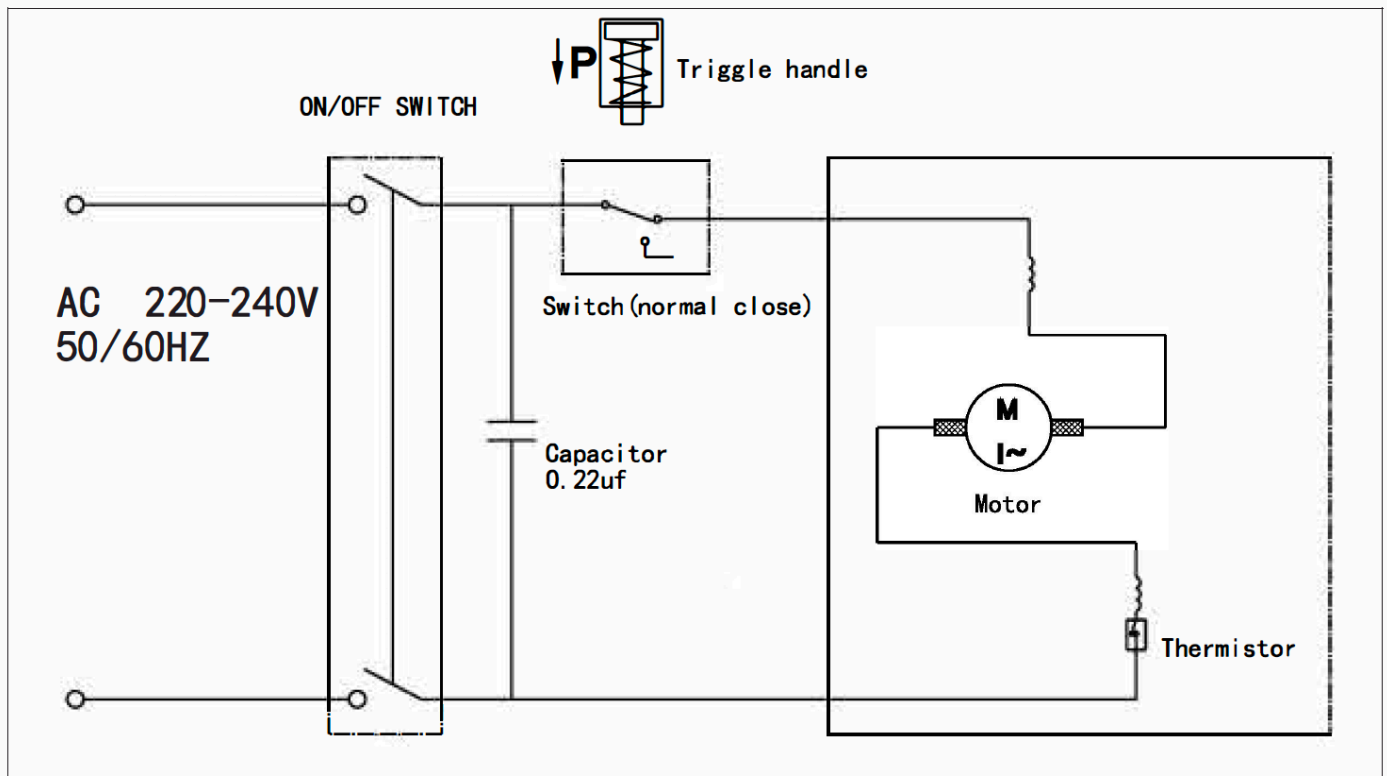 P
Triggle handle
ON/OFF SWITCH
AC 220-240V
50/60HZ
Switch(normal close)
Capacitor
0.22uf
M
I~
Motor
Thermistor